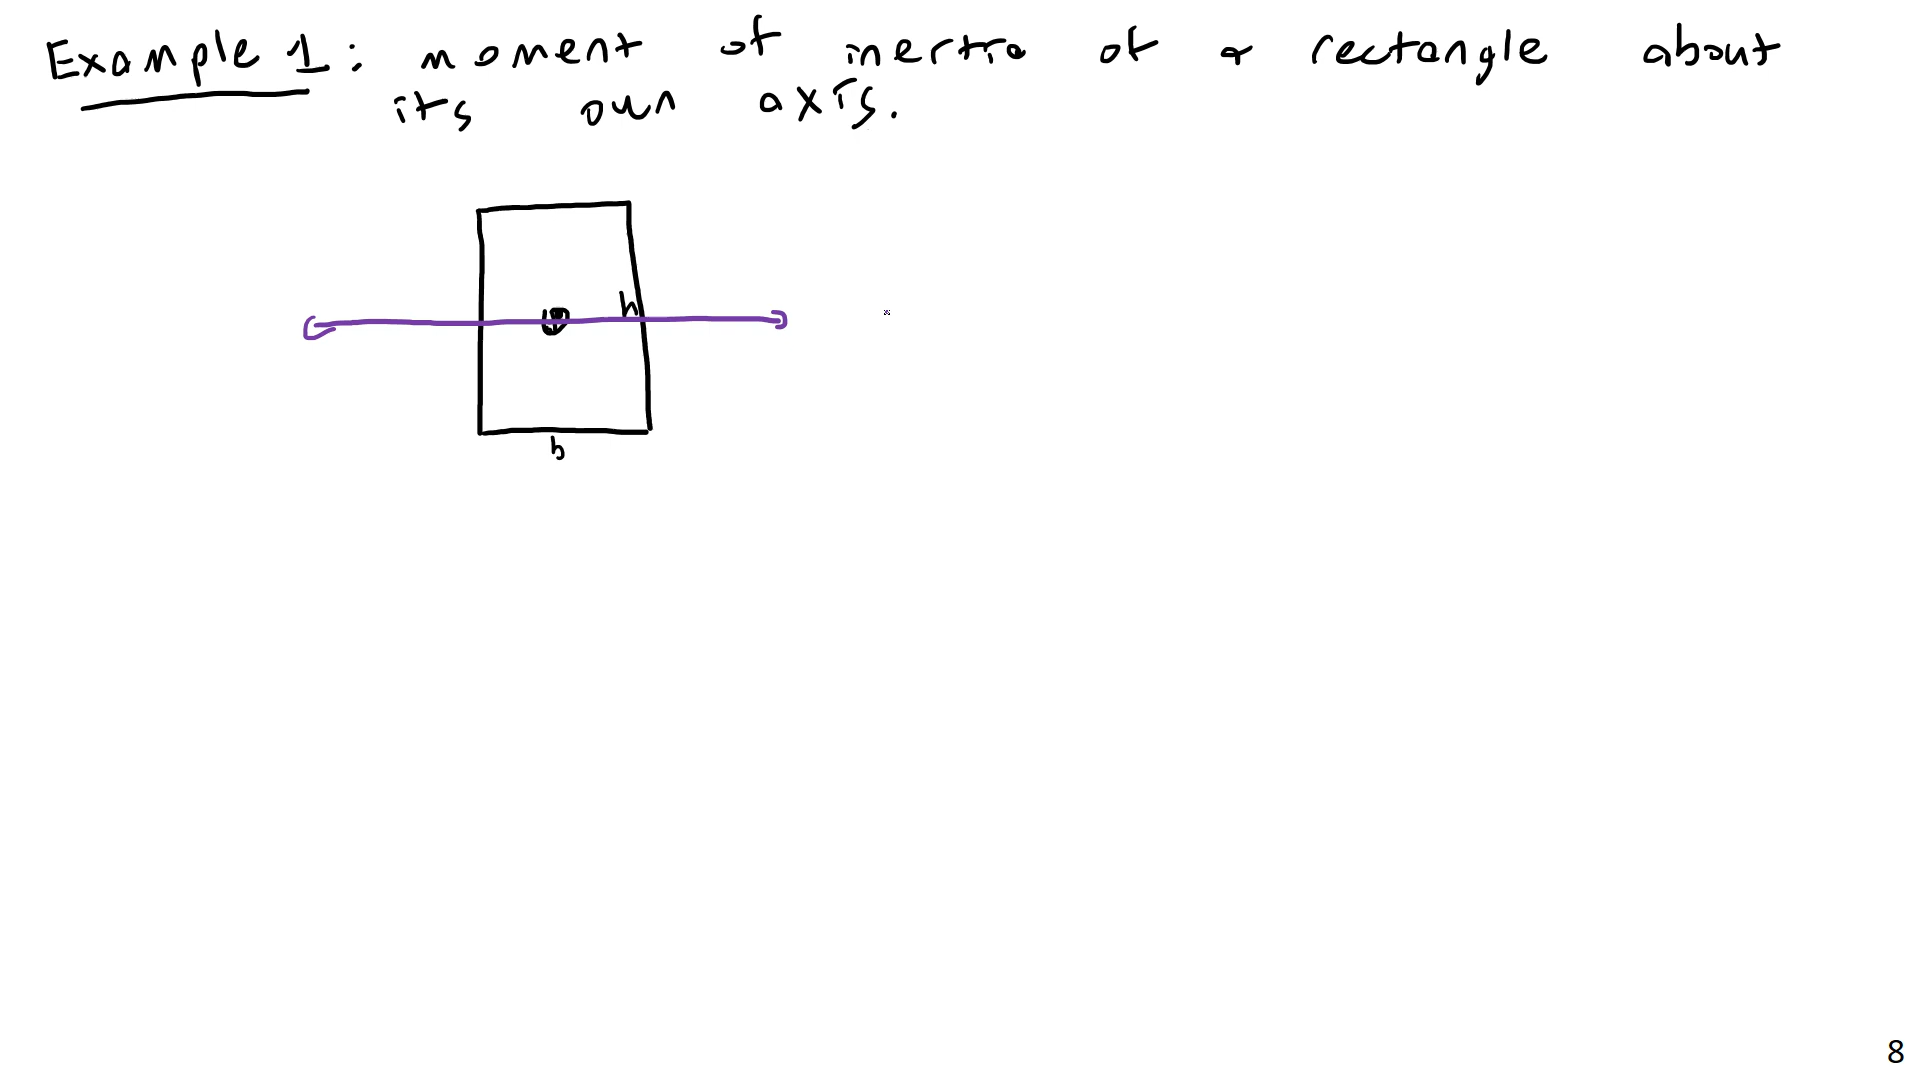 Example 1: moment of inertia of a rectangle about
its own axis.
h
b
8